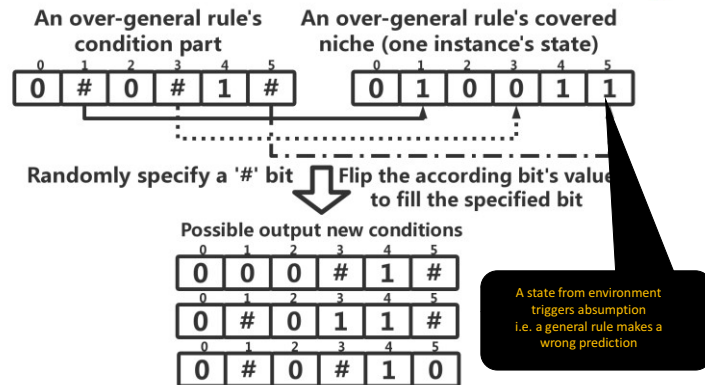 An over-general rule's
condition part
An over-general rule's covered
niche (one instance's state)
0 1 2 3 4 5
0 # 0 # 1 #
0 1 2 3 4 5
0 1 0 0 1 1
Randomly specify a '#' bit
Flip the according bit's value
to fill the specified bit
Possible output new conditions
0 1 2 3 4 5
0 0 0 # 1 #
0 1 2 3 4 5
0 # 0 1 1 #
0 1 2 3 4 5
0 # 0 # 1 0
A state from environment
triggers absumption
i.e. a general rule makes a
wrong prediction